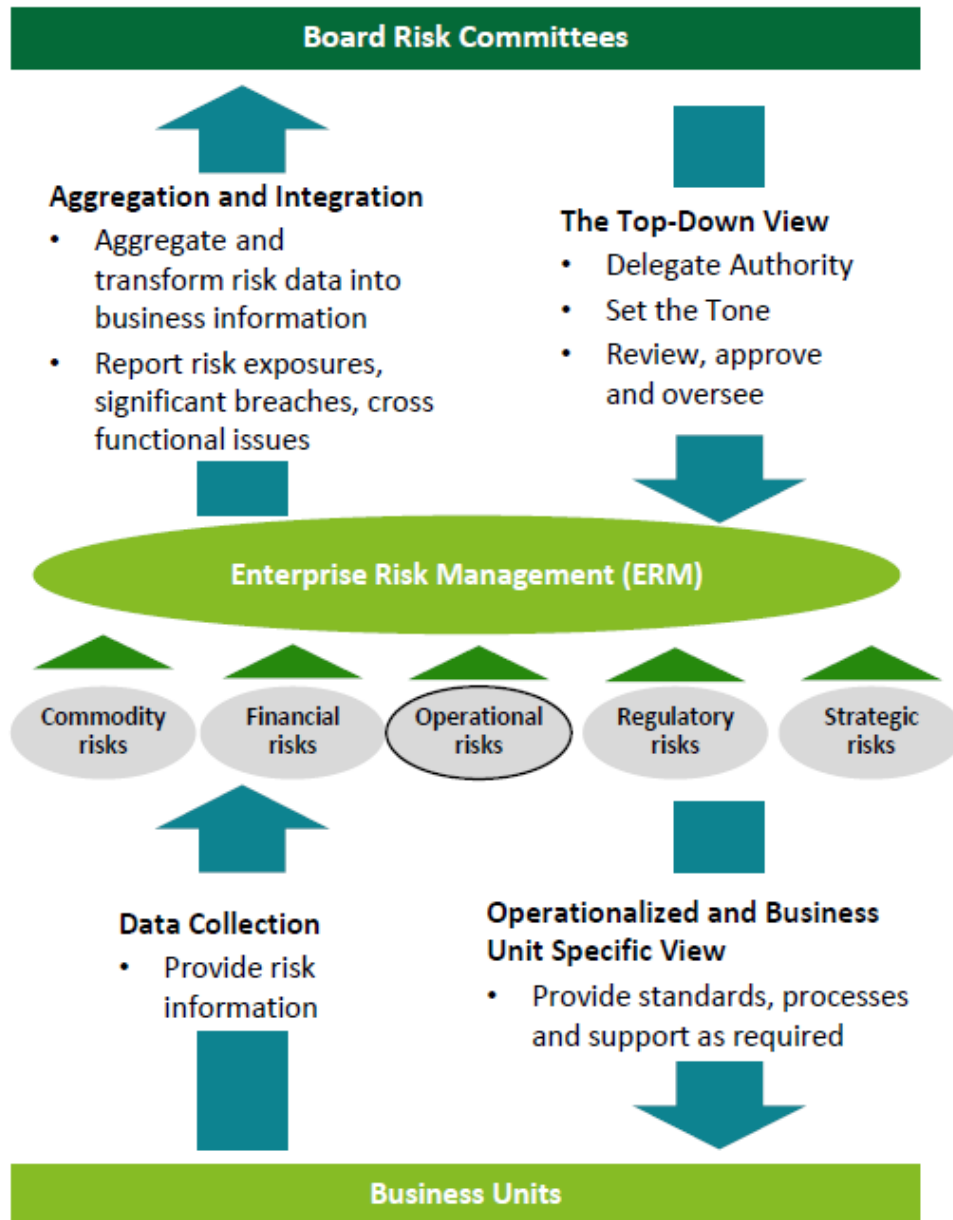 Board Risk Committees
Aggregation and Integration
• Aggregate and
transform risk data into
business information
• Report risk exposures,
significant breaches, cross
functional issues
The Top-Down View
• Delegate Authority
• Set the Tone
• Review, approve
and oversee
Enterprise Risk Management (ERM)
Commodity
risks
Financial
risks
Operational
risks
Regulatory
risks
Strategic
risks
Data Collection
• Provide risk
information
Operationalized and Business
Unit Specific View
• Provide standards, processes
and support as required
Business Units